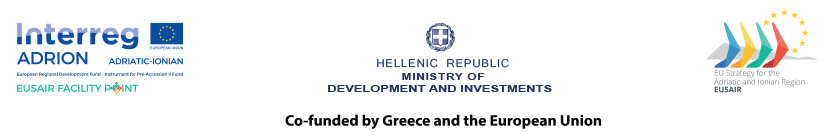 Interreg
EUROPEAN UNION
ADRION ADRIATIC-IONIAN
European Regional Development Fund - Instrument for Pre-Accession II Fund
EUSAIR FACILITY POINT
HELLENIC REPUBLIC
MINISTRY OF
DEVELOPMENT AND INVESTMENTS
EU Strategy for the
Adriatic and Ionian Region
EUSAIR
Co-funded by Greece and the European Union